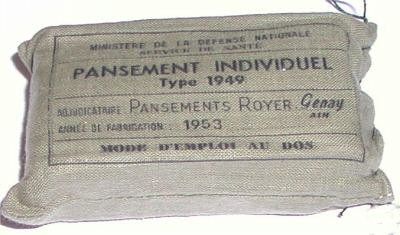 MINISTERE DE LA DEFENSE NATIONALE
SERVICE DE SANTE
PANSEMENT INDIVIDUEL
Type 1949
ADJUDICATAIRE PANSEMENTS ROYER Genay
AIN
ANNÉE DE FABRICATION : 1953
MODE D'EMPLOI AU DOS